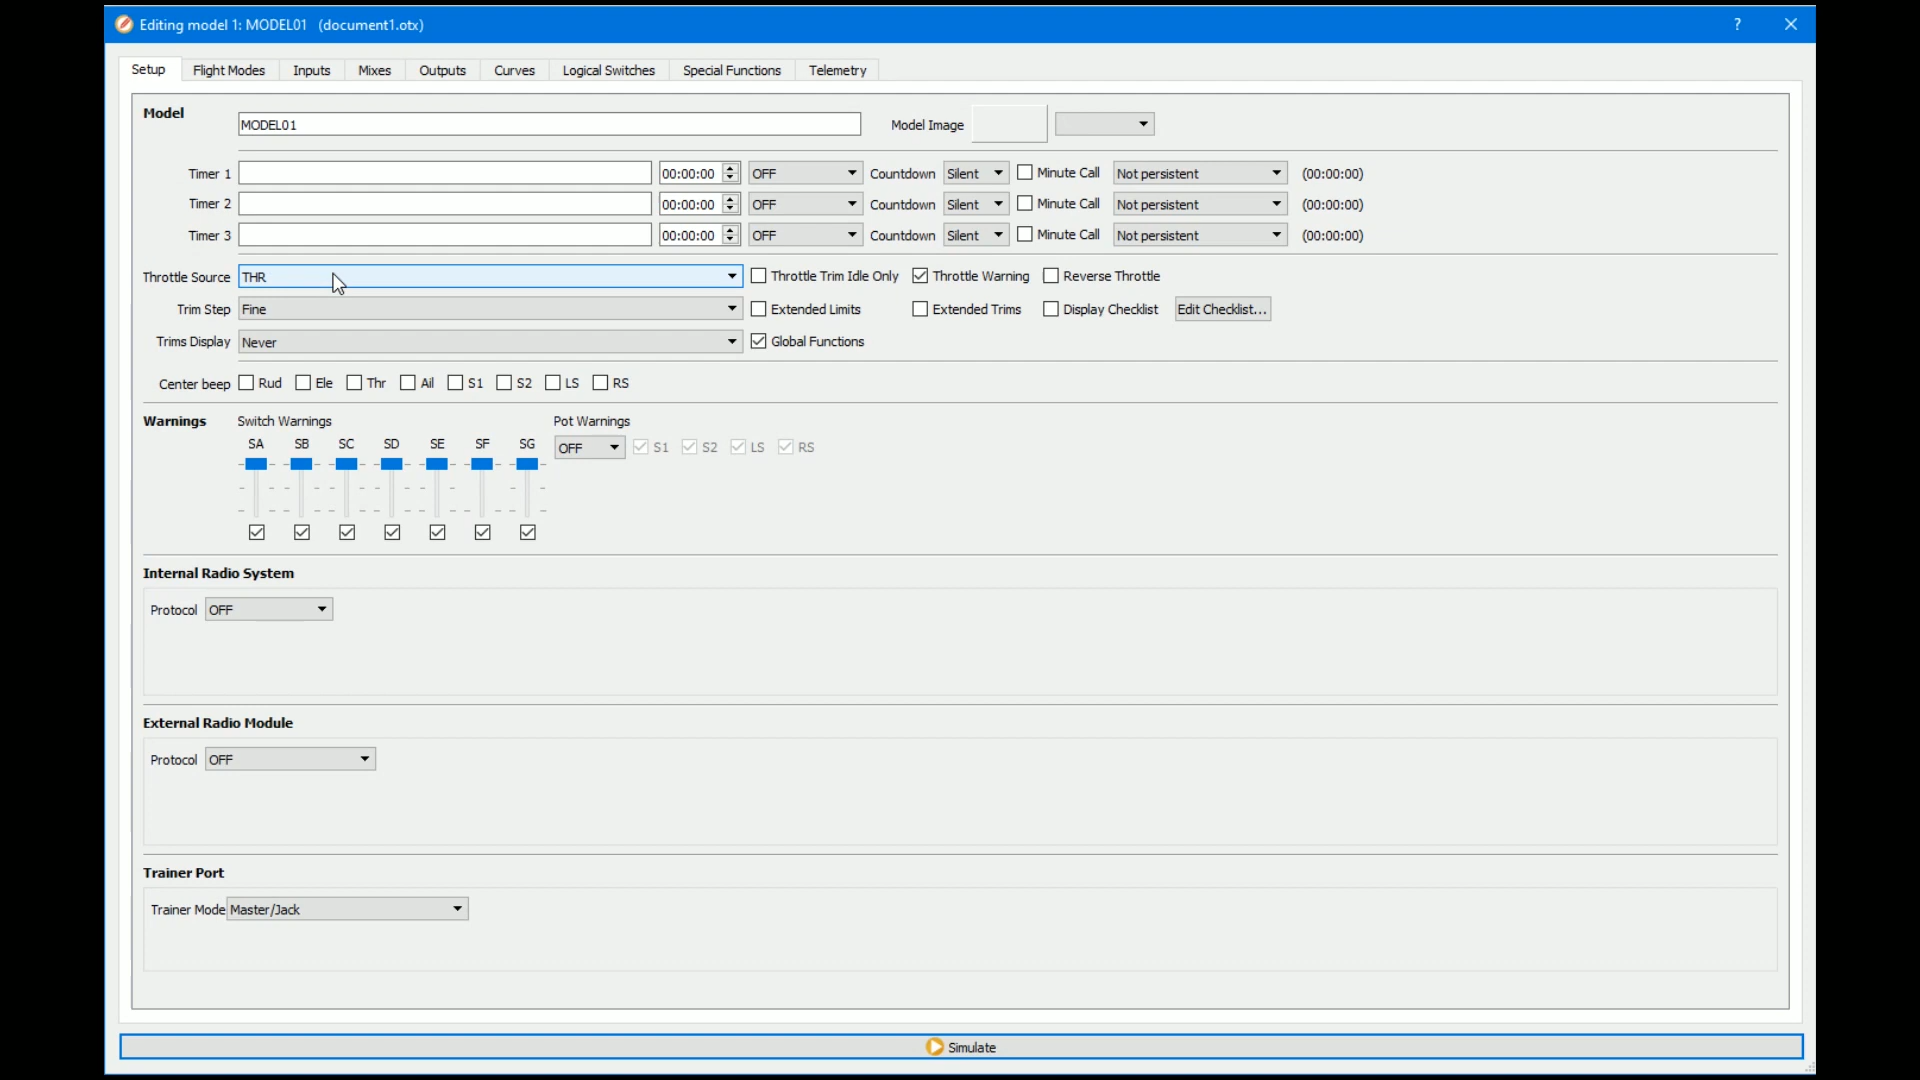 Editing model 1: MODEL01 (document1.otx) ?
Setup Flight Modes Inputs Mixes Outputs Curves Logical Switches Special Functions Telemetry
Model MODEL01 Model Image
Timer 1 00:00:00 OFF Countdown Silent Minute Call Not persistent (00:00:00)
Timer 2 00:00:00 OFF Countdown Silent Minute Call Not persistent (00:00:00)
Timer 3 00:00:00 OFF Countdown Silent Minute Call Not persistent (00:00:00)
Throttle Source THR Throttle Trim Idle Only Throttle Warning Reverse Throttle
Trim Step Fine Extended Limits Extended Trims Display Checklist Edit Checklist...
Trims Display Never Global Functions
Center beep Rud Ele Thr Ail S1 S2 LS RS
Warnings Switch Warnings Pot Warnings
SA SB SC SD SE SF SG
OFF S1 S2 LS RS
Internal Radio System
Protocol OFF
External Radio Module
Protocol OFF
Trainer Port
Trainer Mode Master/Jack
Simulate